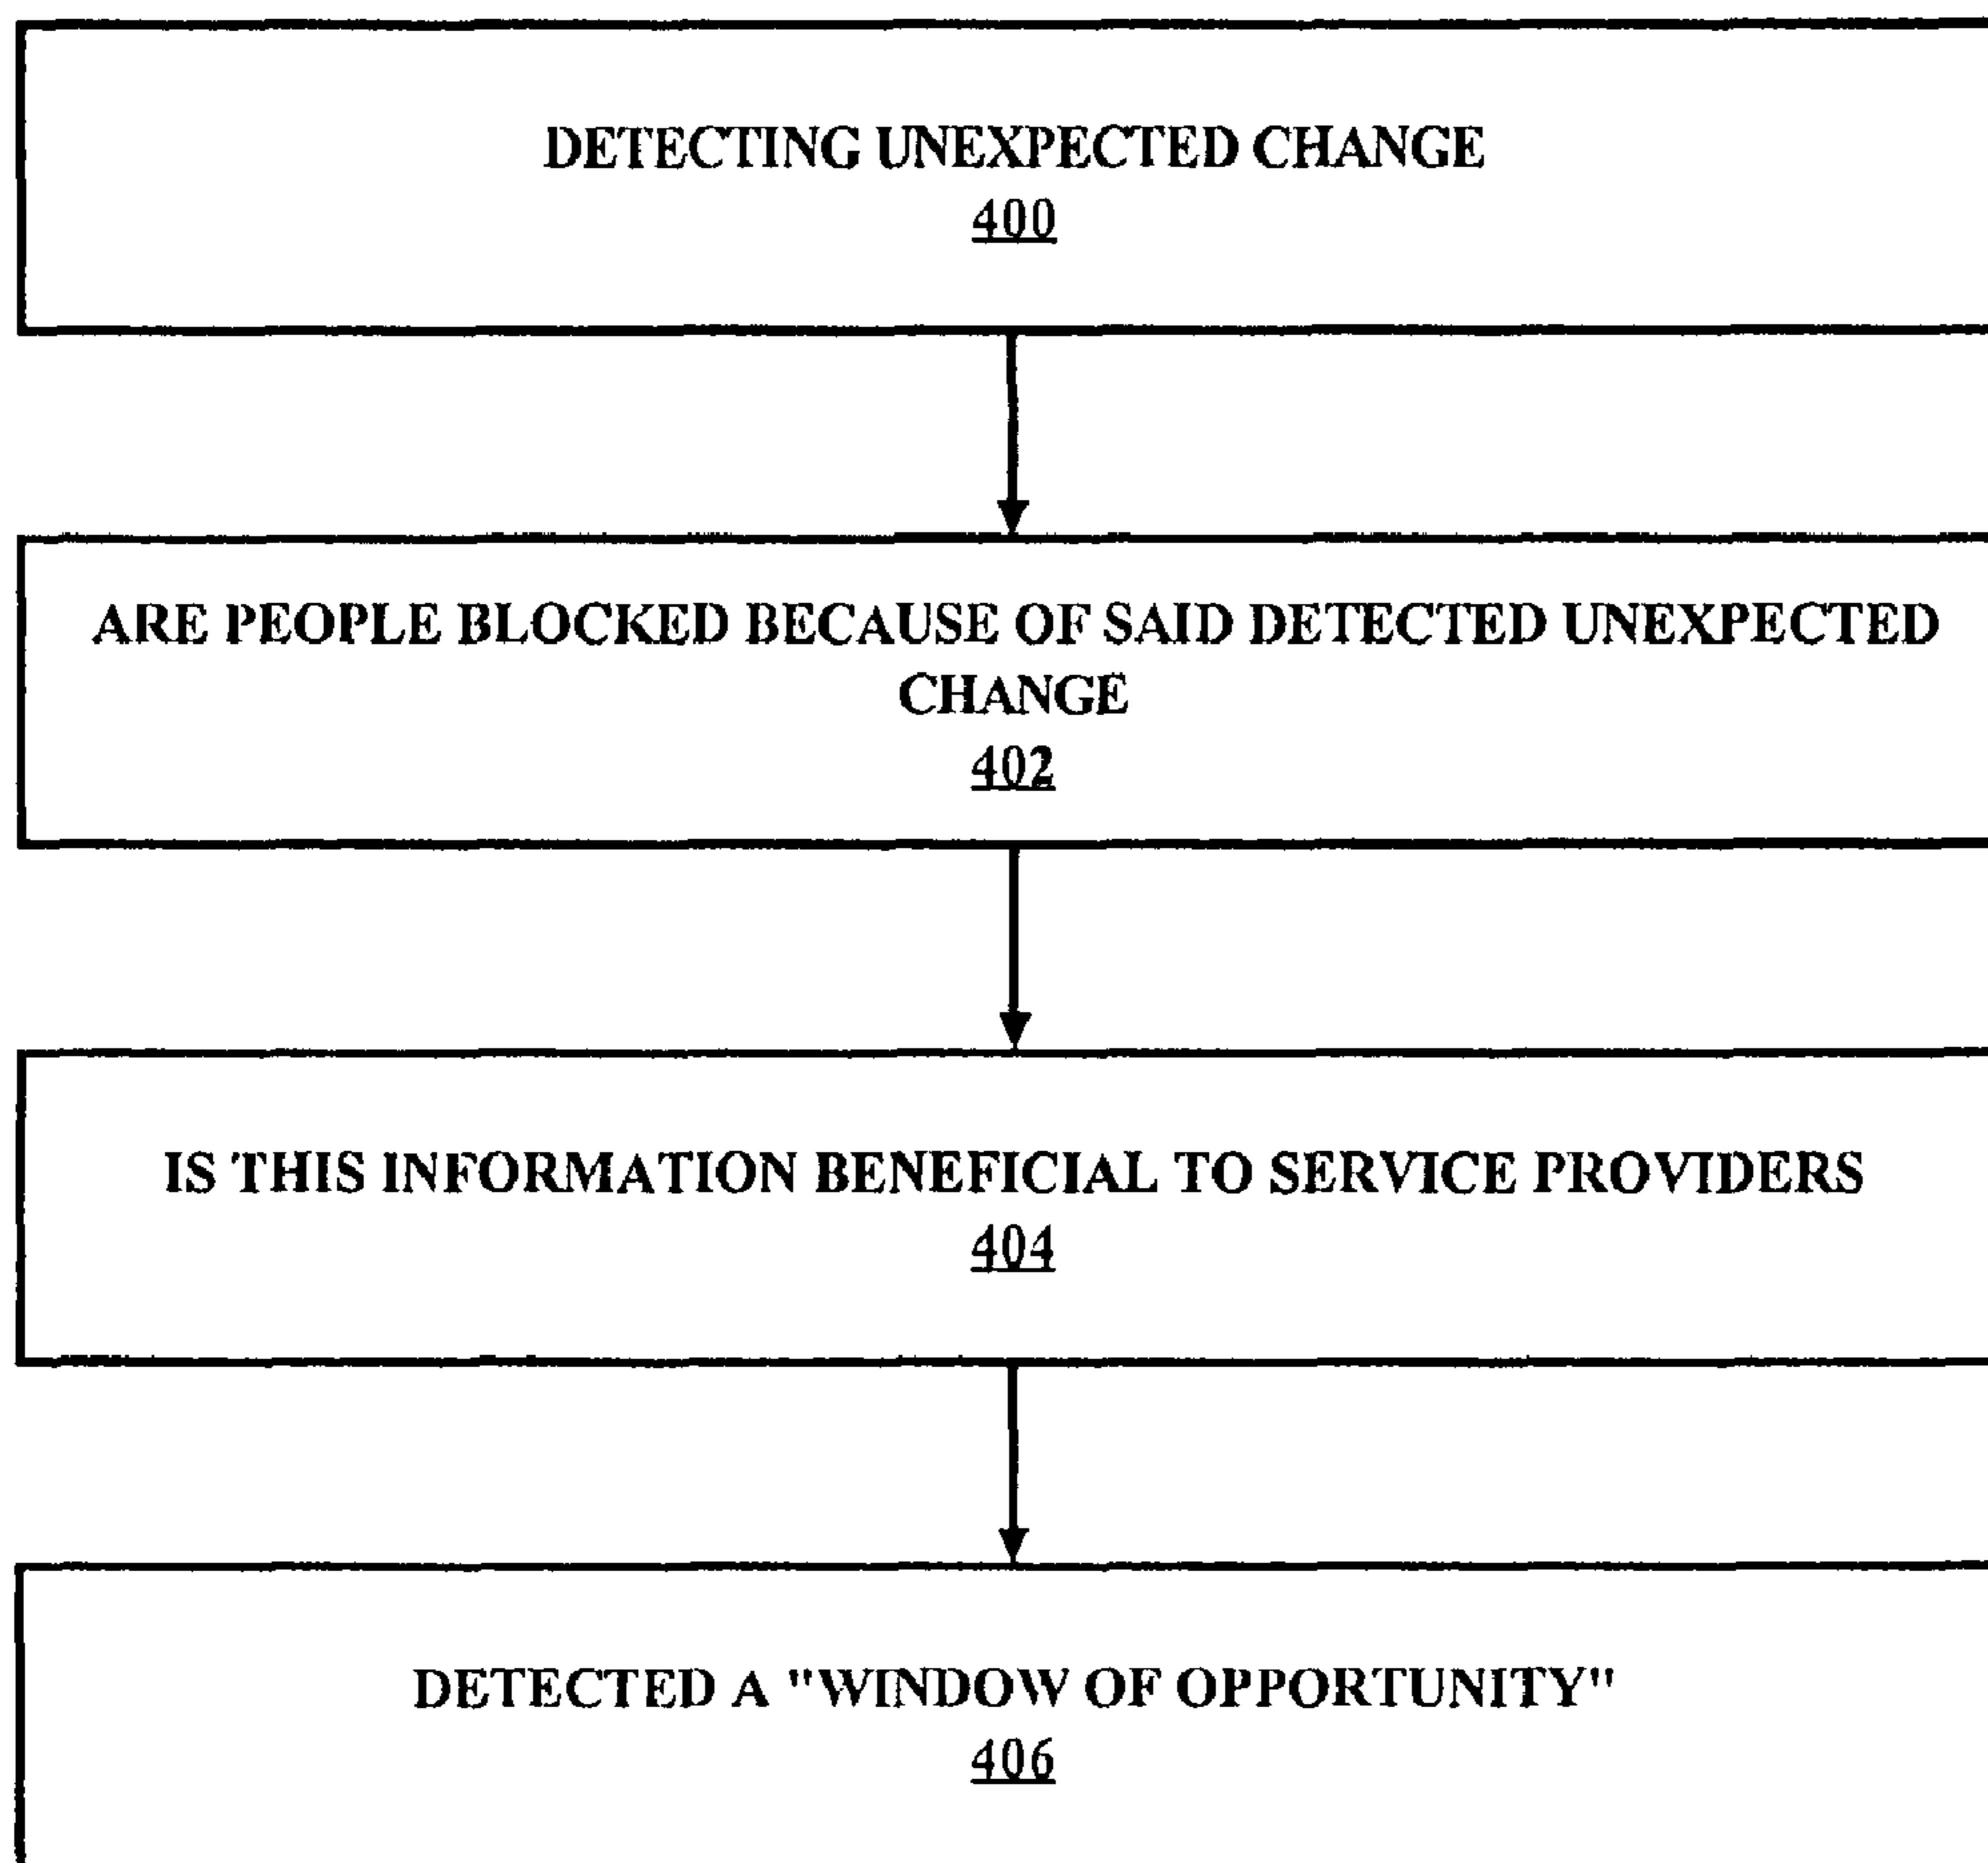 DETECTING UNEXPECTED CHANGE
400
ARE PEOPLE BLOCKED BECAUSE OF SAID DETECTED UNEXPECTED
CHANGE
402
IS THIS INFORMATION BENEFICIAL TO SERVICE PROVIDERS
404
DETECTED A "WINDOW OF OPPORTUNITY"
406